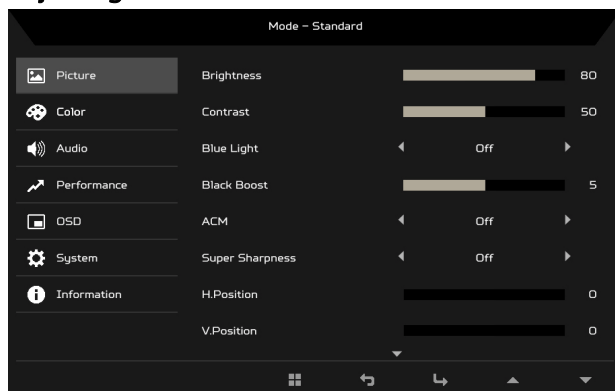 Mode – Standard
Picture
Brightness 80
Color
Contrast 50
Audio
Blue Light Off
Performance
Black Boost 5
OSD
ACM Off
System
Super Sharpness Off
Information
H.Position 0
V.Position 0